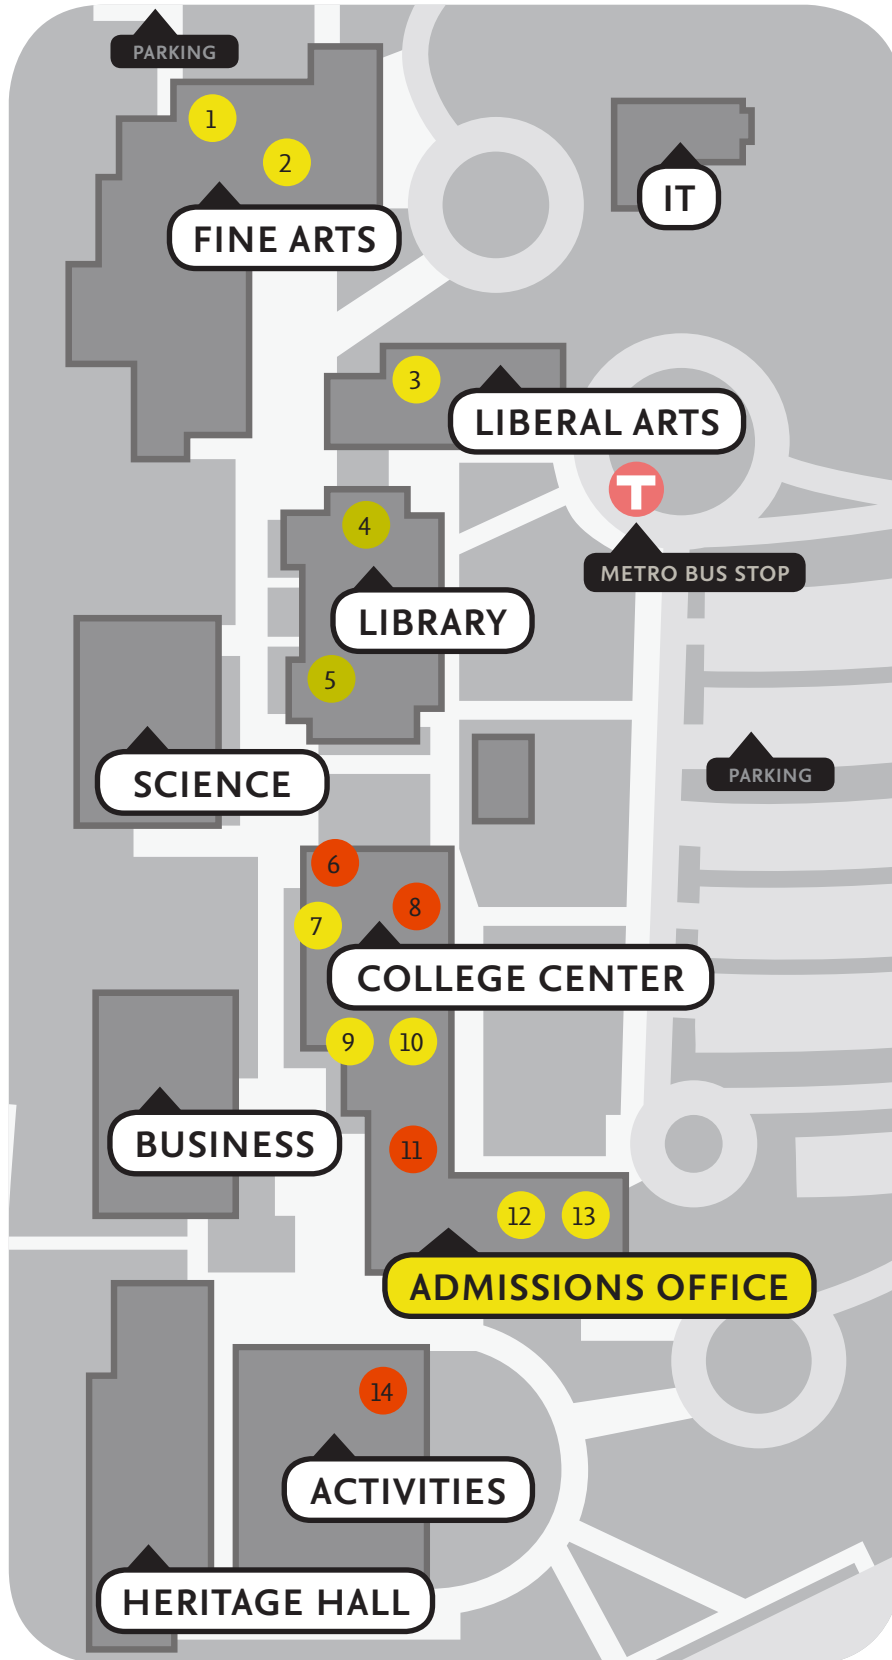 PARKING
1
2
FINE ARTS
IT
3
LIBERAL ARTS
T
4
METRO BUS STOP
LIBRARY
5
SCIENCE
PARKING
6
8
7
COLLEGE CENTER
9
10
BUSINESS
11
12
13
ADMISSIONS OFFICE
14
ACTIVITIES
HERITAGE HALL